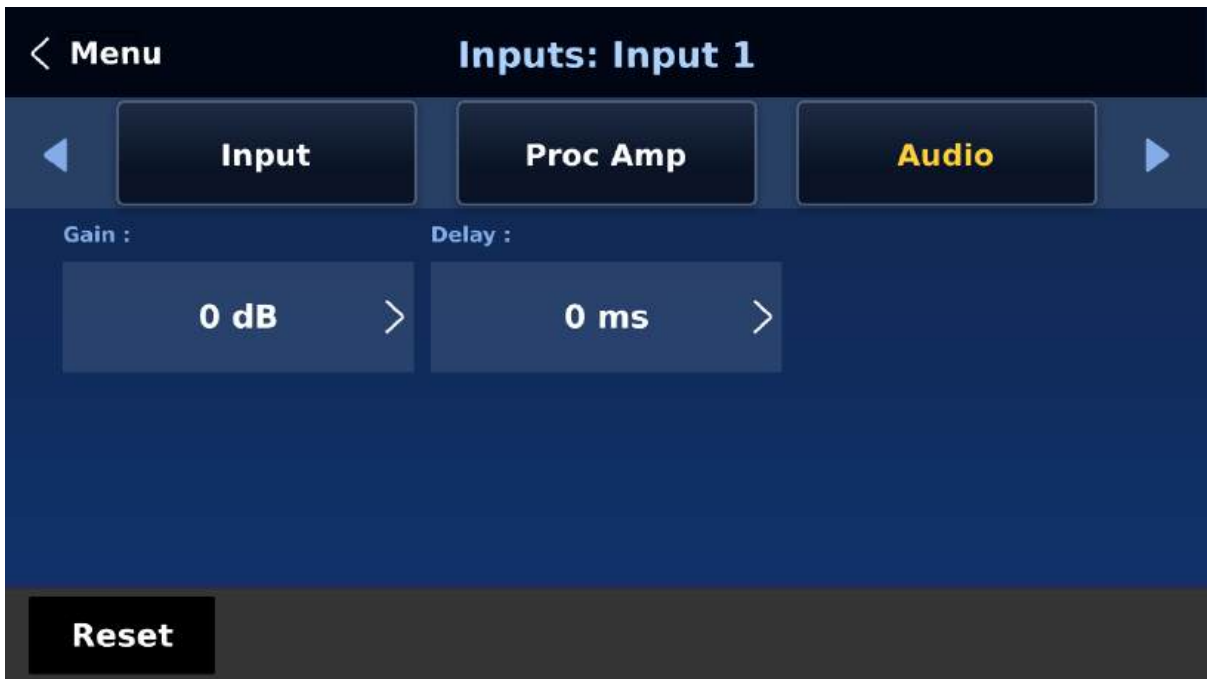 Menu
Inputs: Input 1
Input
Proc Amp
Audio
Gain :
Delay :
0 dB
0 ms
Reset